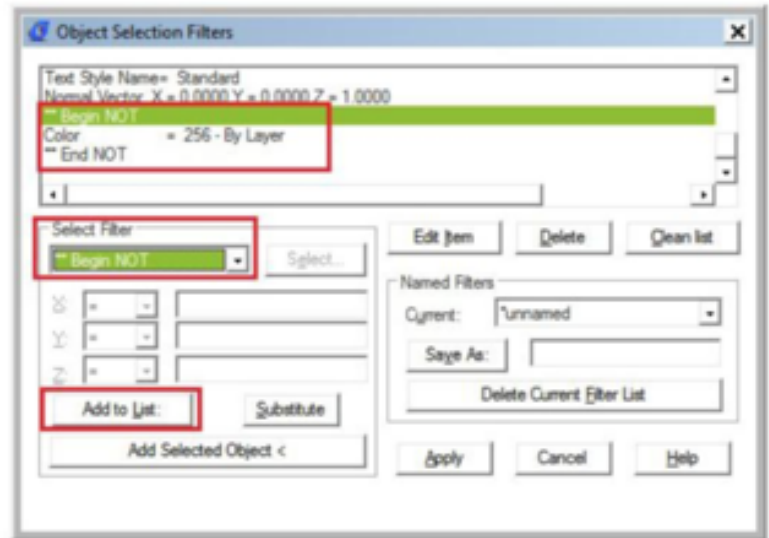 Object Selection Filters
Text Style Name= Standard
Normal Vector X = 0.0000 Y = 0.0000 Z = 1.0000
** Begin NOT
Color = 256 - By Layer
** End NOT
Select Filter
** Begin NOT
Select...
Edit Item
Delete
Clean list
X: =
Y: =
Z: =
Named Filters
Current: *unnamed
Save As:
Delete Current Filter List
Add to List:
Substitute
Add Selected Object <
Apply
Cancel
Help